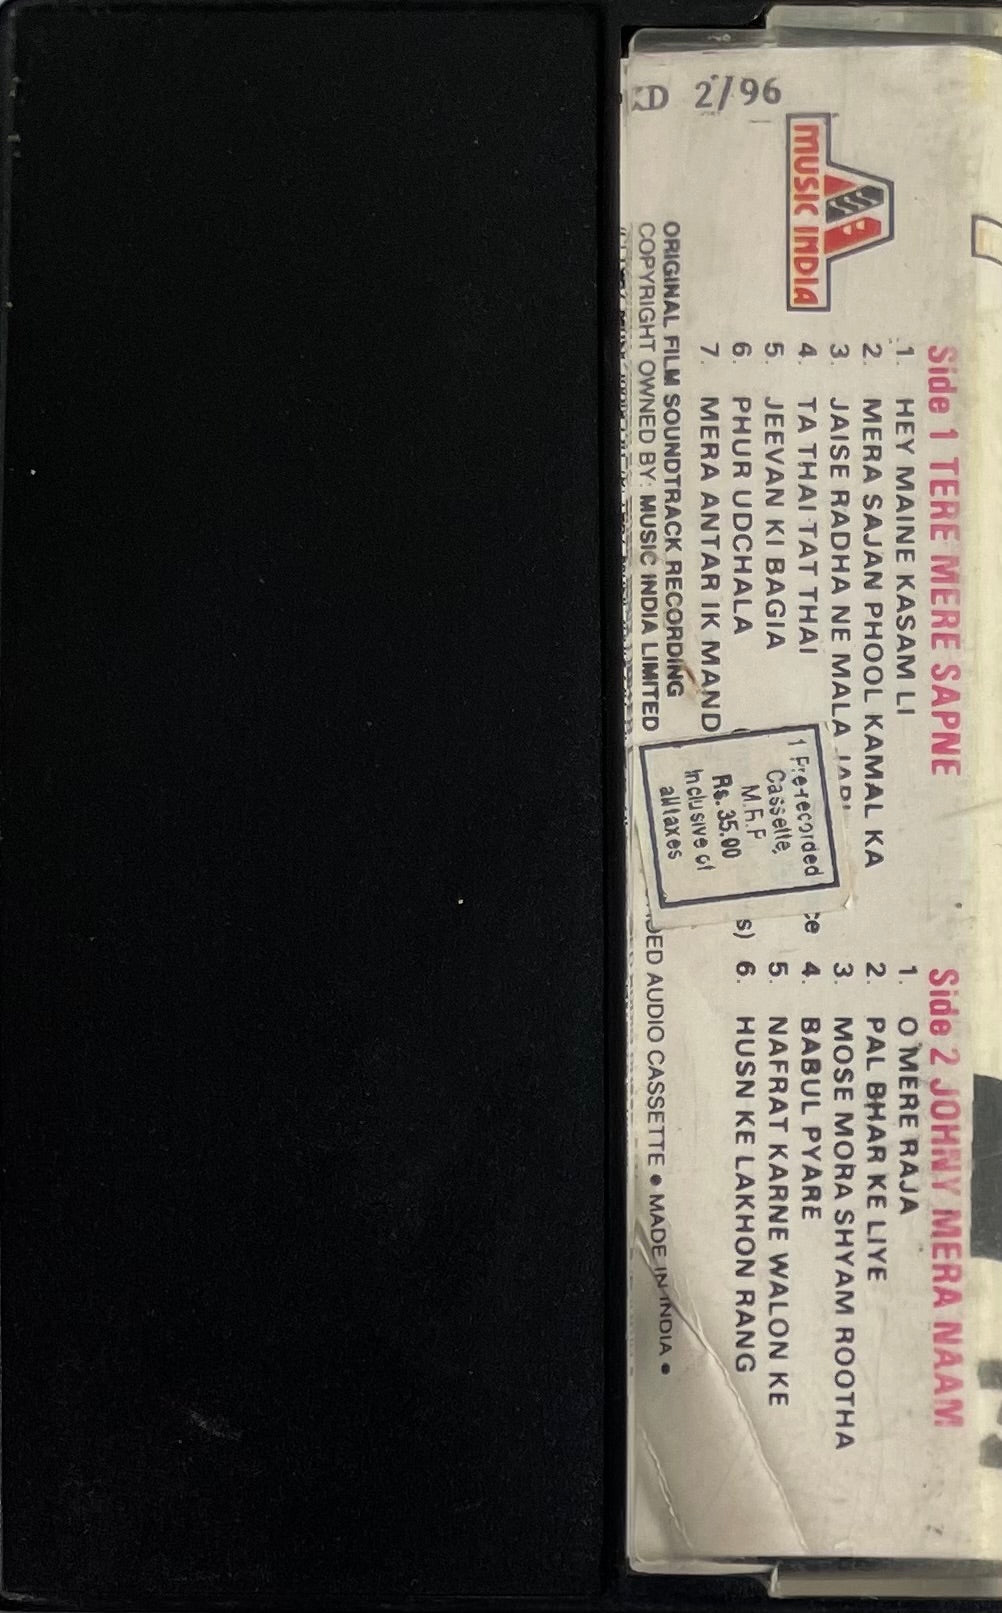 2/96
MUSIC INDIA
Side 1 TERE MERE SAPNE
1. HEY MAINE KASAM LI
2. MERA SAJAN PHOOL KAMAL KA
3. JAISE RADHA NE MALA
4. TA THAI TAT THAI
5. JEEVAN KI BAGIA
6. PHUR UDCHALA
7. MERA ANTAR IK MAND
ORIGINAL FILM SOUNDTRACK RECORDING
COPYRIGHT OWNED BY: MUSIC INDIA LIMITED
1 Pre-recorded
Cassette,
M.R.P
Rs. 35.00
Inclusive of
all taxes
Side 2 JOHNY MERA NAAM
1. O'MERE RAJA
2. PAL BHAR KE LIYE
3. MOSE MORA SHYAM ROOTHA
4. BABUL PYARE
5. NAFRAT KARNE WALON KE
6. HUSN KE LAKHON RANG
AUDIO CASSETTE • MADE IN INDIA •